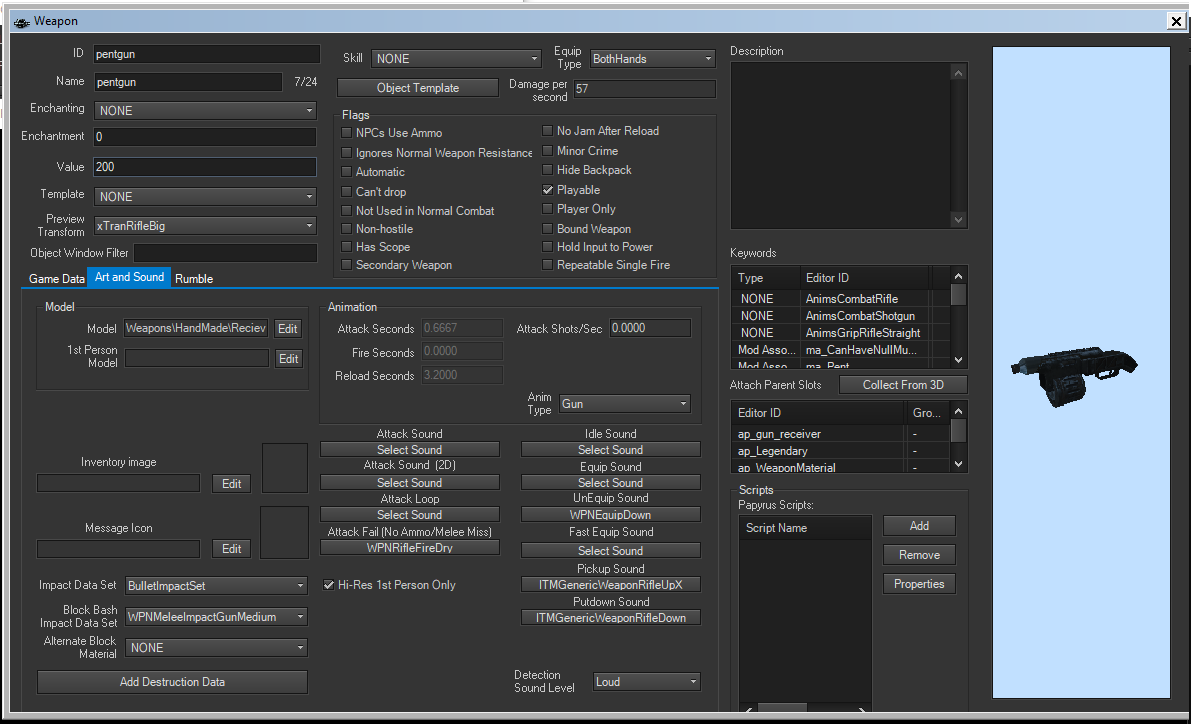 Weapon
ID pentgun
Name pentgun 7/24
Enchanting NONE
Enchantment 0
Value 200
Template NONE
Preview
Transform xTranRifleBig
Object Window Filter
Skill NONE
Equip
Type BothHands
Object Template
Damage per
second 57
Flags
NPCs Use Ammo
Ignores Normal Weapon Resistance
Automatic
Can't drop
Not Used in Normal Combat
Non-hostile
Has Scope
Secondary Weapon
No Jam After Reload
Minor Crime
Hide Backpack
Playable
Player Only
Bound Weapon
Hold Input to Power
Repeatable Single Fire
Game Data Art and Sound Rumble
Model
Model Weapons\HandMade\Reciev Edit
1st Person
Model Edit
Inventory image
Edit
Message Icon
Edit
Impact Data Set BulletImpactSet
Block Bash
Impact Data Set WPNMeleeImpactGunMedium
Alternate Block
Material NONE
Add Destruction Data
Animation
Attack Seconds 0.6667 Attack Shots/Sec 0.0000
Fire Seconds 0.0000
Reload Seconds 3.2000
Anim
Type Gun
Attack Sound
Select Sound
Attack Sound (2D)
Select Sound
Attack Loop
Select Sound
Attack Fail (No Ammo/Melee Miss)
WPNRifleFireDry
Hi-Res 1st Person Only
Idle Sound
Select Sound
Equip Sound
Select Sound
UnEquip Sound
WPNEquipDown
Fast Equip Sound
Select Sound
Pickup Sound
ITMGenericWeaponRifleUpX
Putdown Sound
ITMGenericWeaponRifleDown
Detection
Sound Level Loud
Description
Keywords
Type Editor ID
NONE AnimsCombatRifle
NONE AnimsCombatShotgun
NONE AnimsGripRifleStraight
Mod Asso... ma_CanHaveNullMu...
Mod Asso... ma_Pent
Attach Parent Slots Collect From 3D
Editor ID Gro...
ap_gun_receiver -
ap_Legendary -
ap_WeaponMaterial -
Scripts
Papyrus Scripts:
Script Name
Add
Remove
Properties